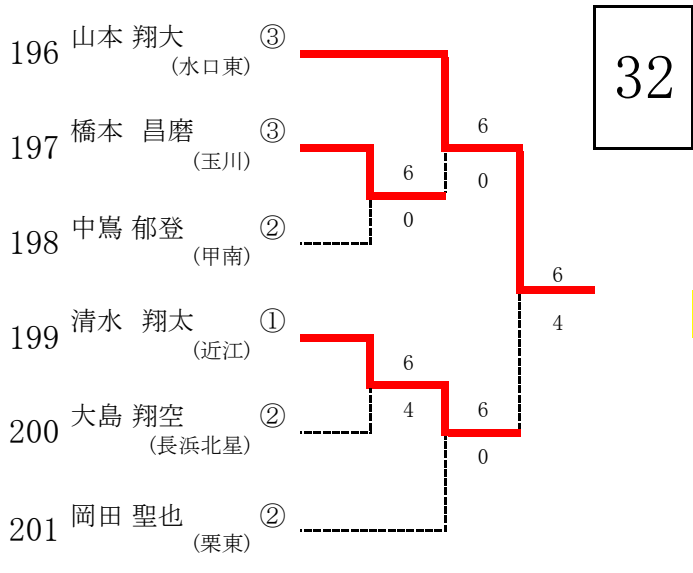 32
196 山本 翔大 ③
(水口東)
197 橋本 昌磨 ③
(玉川)
6
0
6
0
198 中嶌 郁登 ②
(甲南)
6
4
199 清水 翔太 ①
(近江)
6
4
200 大島 翔空 ②
(長浜北星)
6
0
201 岡田 聖也 ②
(栗東)